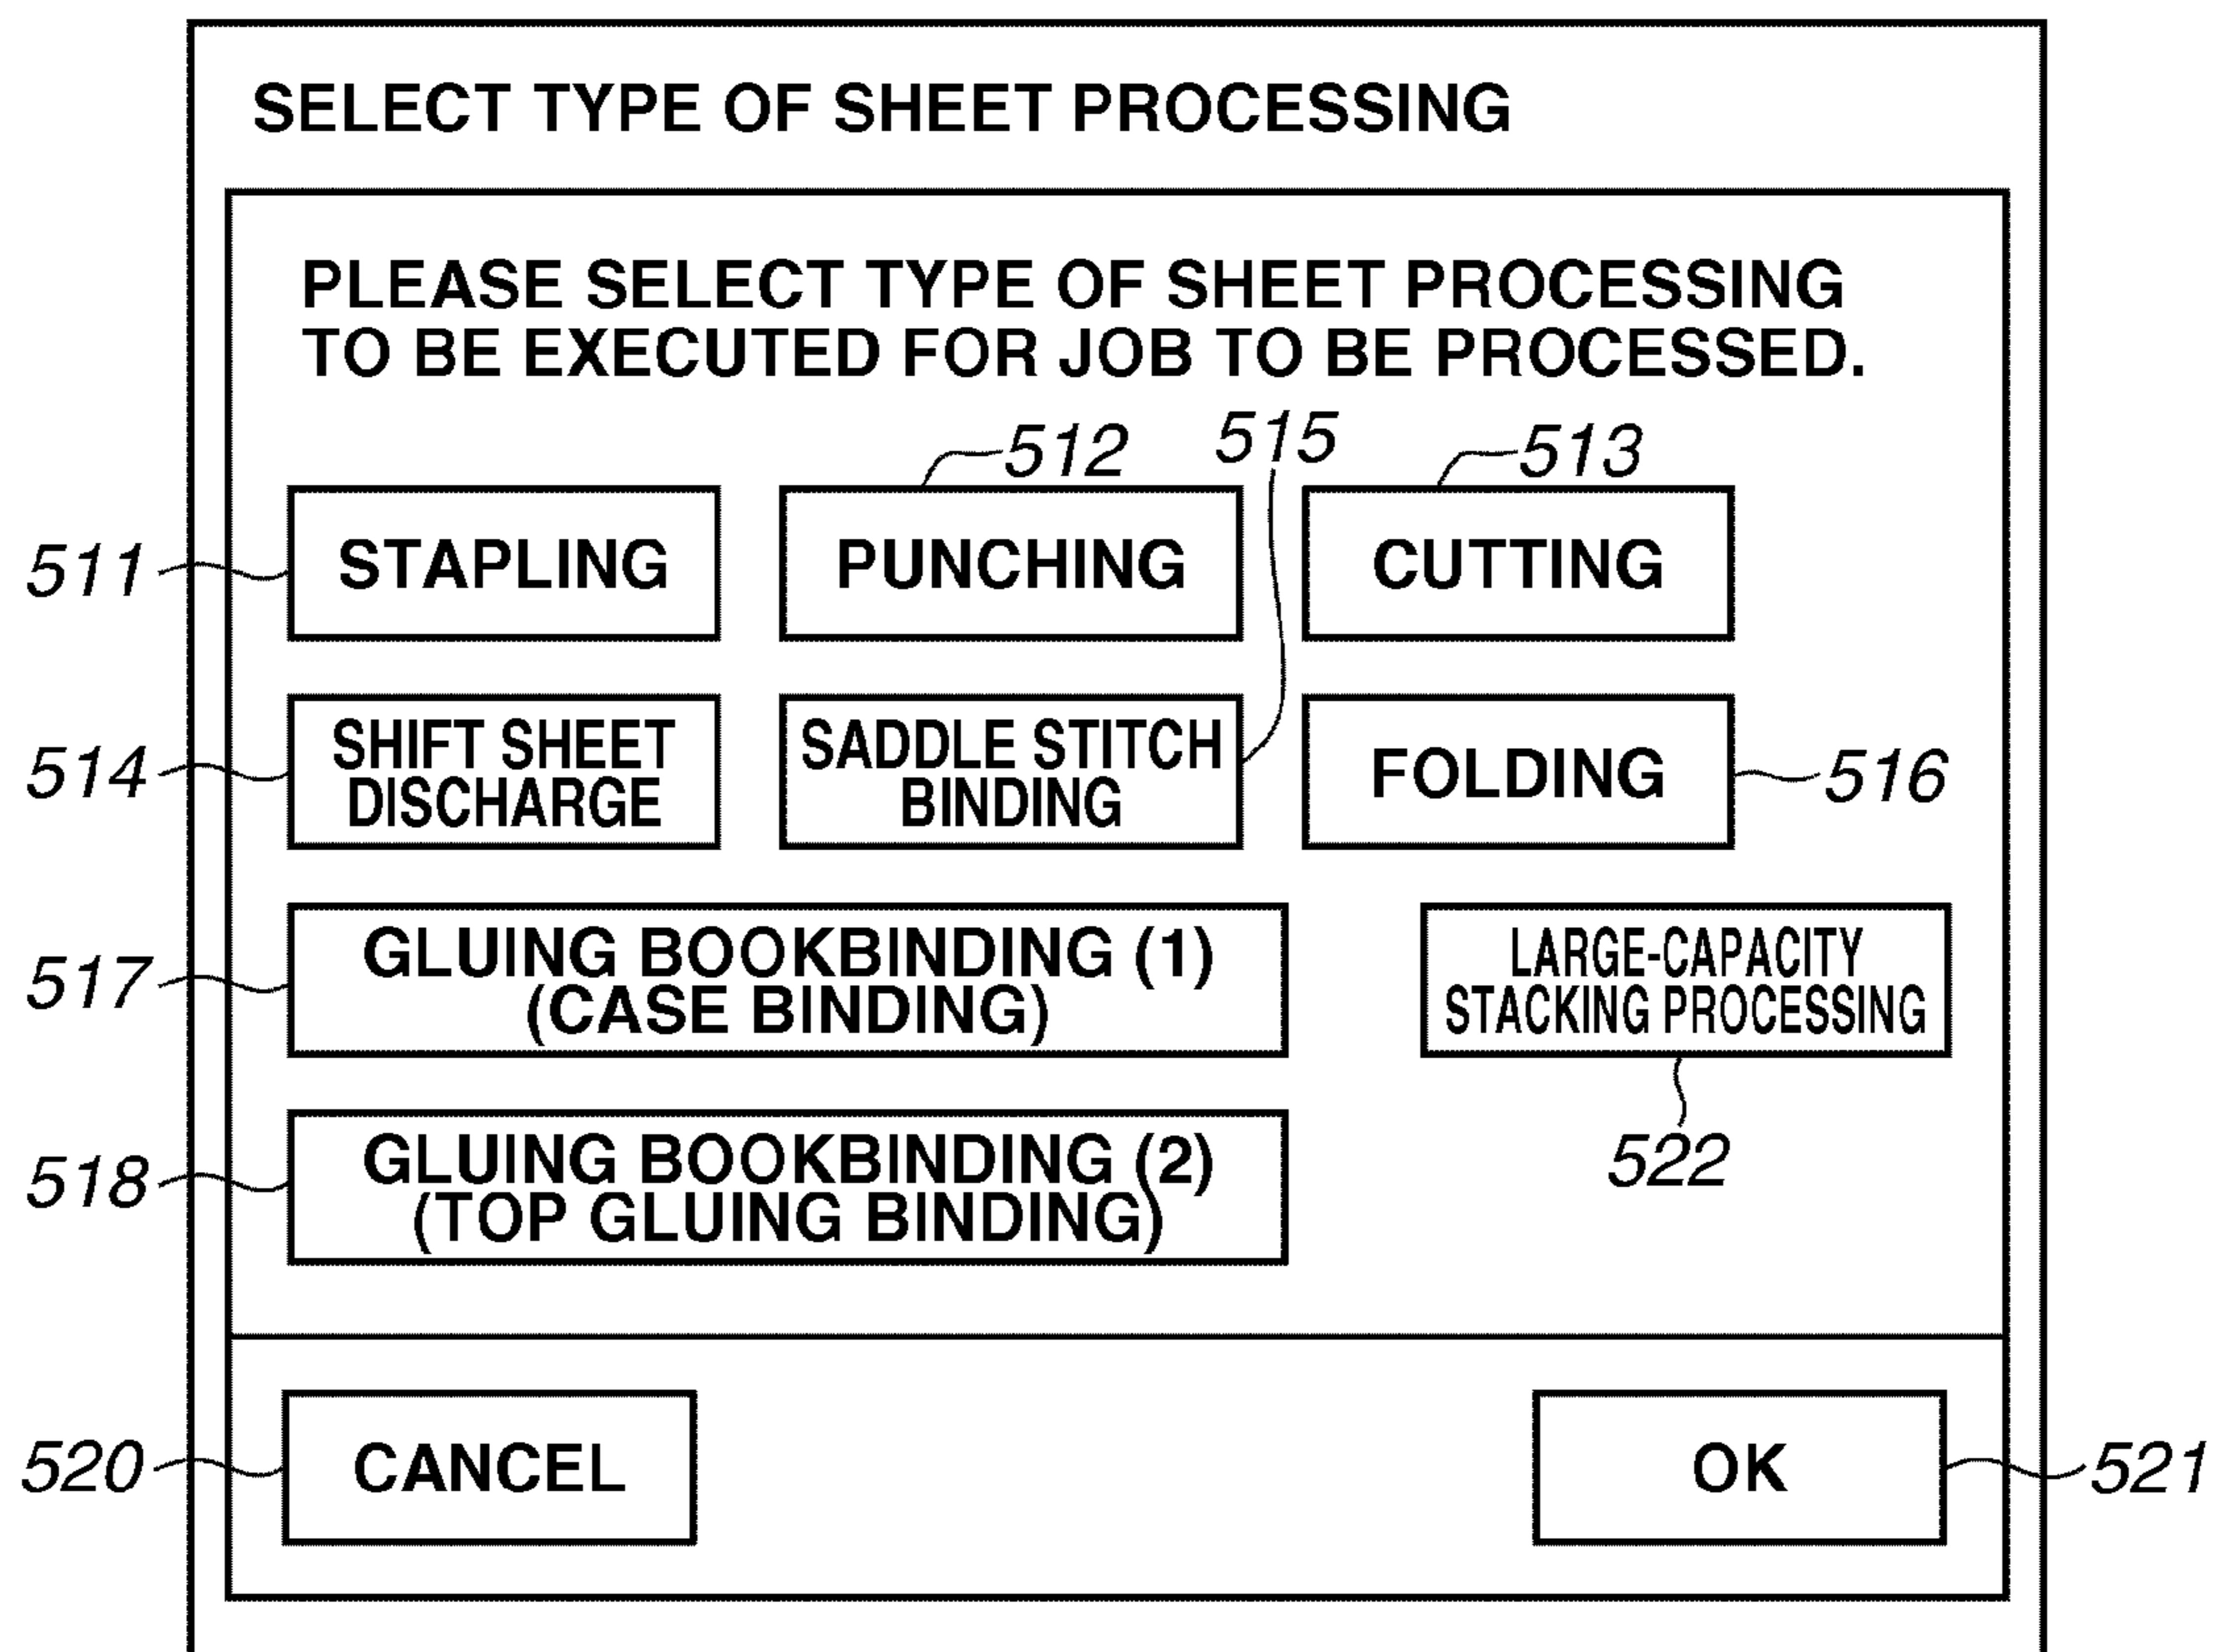 SELECT TYPE OF SHEET PROCESSING
PLEASE SELECT TYPE OF SHEET PROCESSING
TO BE EXECUTED FOR JOB TO BE PROCESSED.
512
515
513
511
STAPLING
PUNCHING
CUTTING
514
SHIFT SHEET
DISCHARGE
SADDLE STITCH
BINDING
FOLDING
516
517
GLUING BOOKBINDING (1)
(CASE BINDING)
LARGE-CAPACITY
STACKING PROCESSING
522
518
GLUING BOOKBINDING (2)
(TOP GLUING BINDING)
520
CANCEL
OK
521